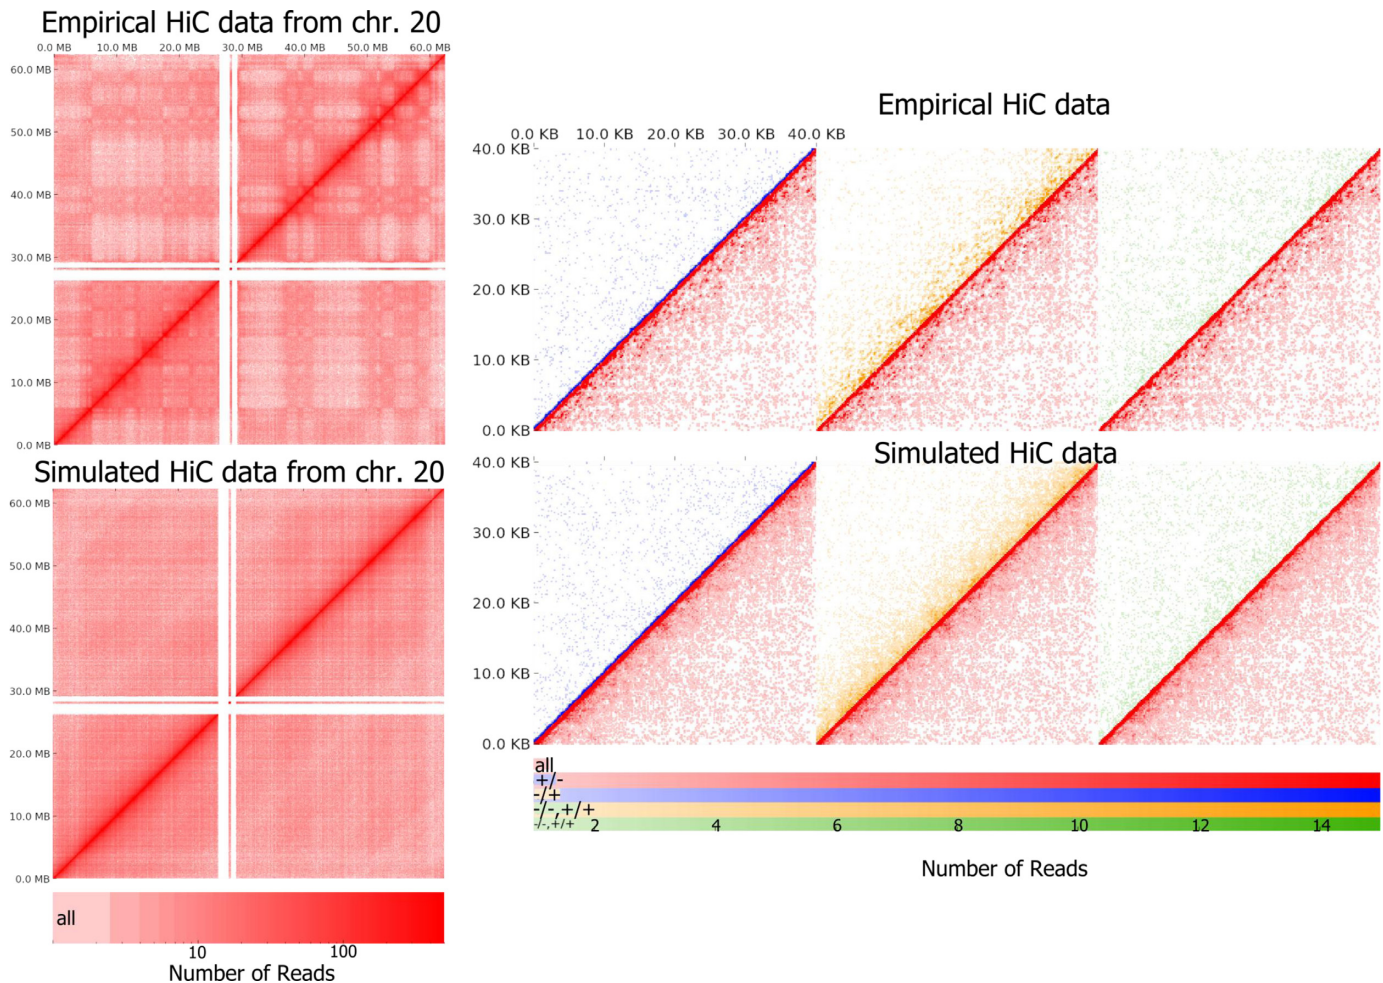 Empirical HiC data from chr. 20
0.0 MB 10.0 MB 20.0 MB 30.0 MB 40.0 MB 50.0 MB 60.0 MB
60.0 MB
50.0 MB
40.0 MB
30.0 MB
20.0 MB
10.0 MB
0.0 MB
Simulated HiC data from chr. 20
60.0 MB
50.0 MB
40.0 MB
30.0 MB
20.0 MB
10.0 MB
0.0 MB
all
10 100
Number of Reads
Empirical HiC data
0.0 KB 10.0 KB 20.0 KB 30.0 KB 40.0 KB
40.0 KB
30.0 KB
20.0 KB
10.0 KB
0.0 KB
Simulated HiC data
40.0 KB
30.0 KB
20.0 KB
10.0 KB
0.0 KB
all
+/-
-/+
-/-,+/+
-/-,+/+ 2 4 6 8 10 12 14
Number of Reads